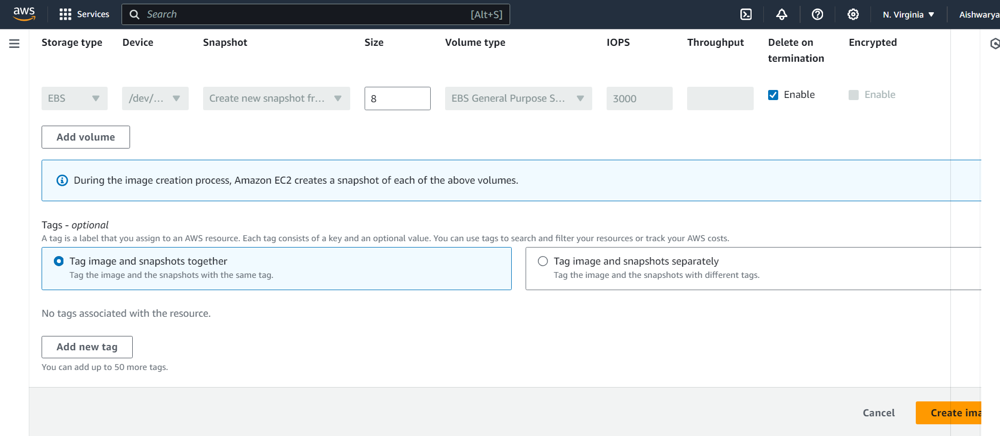 aws Services Search [Alt+S] N. Virginia Aishwarya
Storage type Device Snapshot Size Volume type IOPS Throughput Delete on termination Encrypted
EBS /dev/... Create new snapshot fr... 8 EBS General Purpose S... 3000 Enable Enable
Add volume
During the image creation process, Amazon EC2 creates a snapshot of each of the above volumes.
Tags - optional
A tag is a label that you assign to an AWS resource. Each tag consists of a key and an optional value. You can use tags to search and filter your resources or track your AWS costs.
Tag image and snapshots together
Tag the image and the snapshots with the same tag.
Tag image and snapshots separately
Tag the image and the snapshots with different tags.
No tags associated with the resource.
Add new tag
You can add up to 50 more tags.
Cancel Create ima